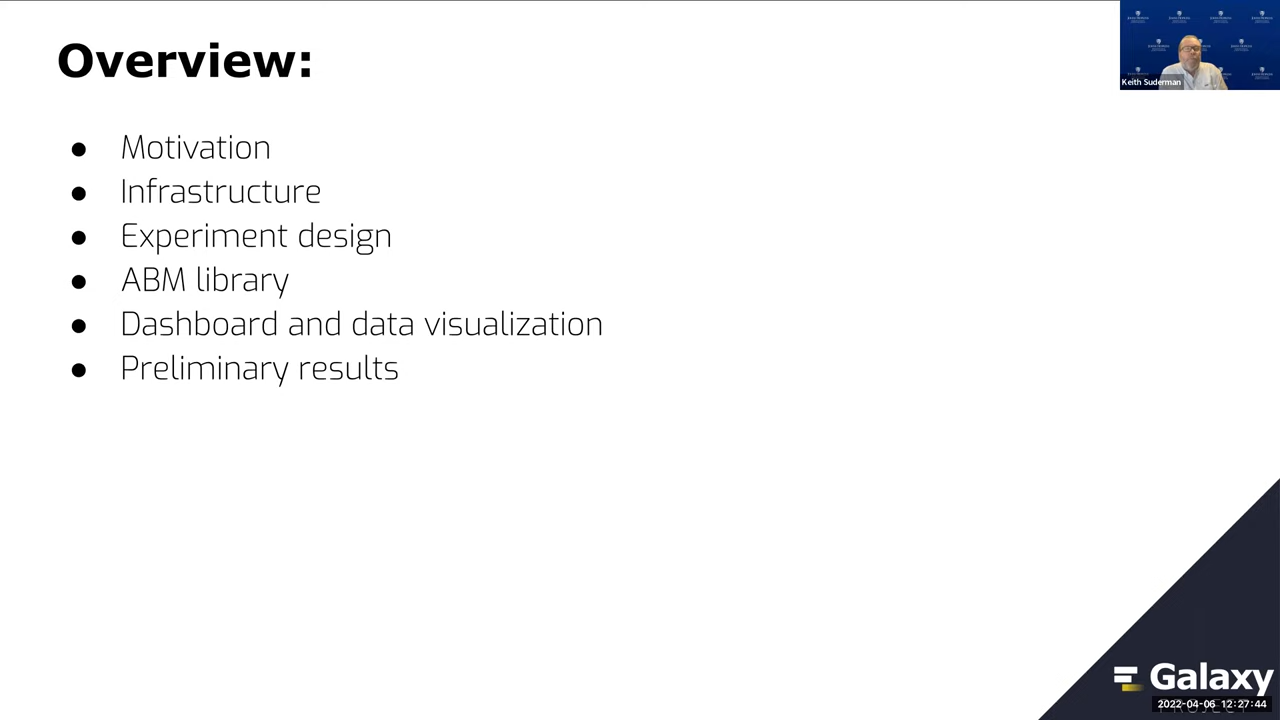 Overview:
Keith Suderman
● Motivation
● Infrastructure
● Experiment design
● ABM library
● Dashboard and data visualization
● Preliminary results
Galaxy
2022-04-06 12:27:44